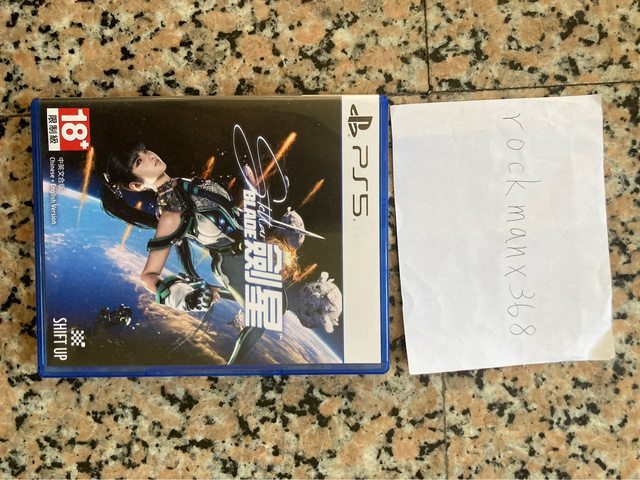 PS5
Stellar
BLADE 劍星
18+
限制級
中英文合版
Chinese + English Version
SHIFT UP
rockmanx368